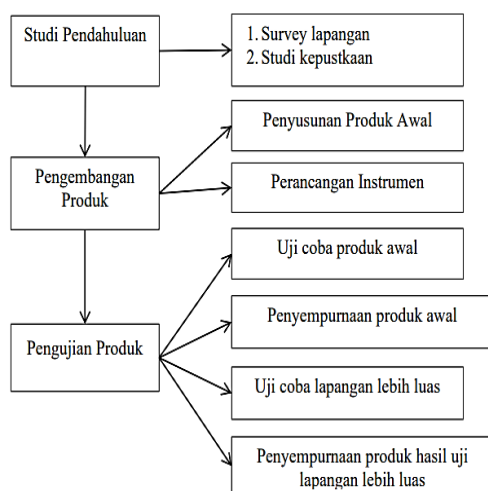 Studi Pendahuluan
1. Survey lapangan
2. Studi kepustkaan
Penyusunan Produk Awal
Pengembangan
Produk
Perancangan Instrumen
Uji coba produk awal
Penyempurnaan produk awal
Pengujian Produk
Uji coba lapangan lebih luas
Penyempurnaan produk hasil uji
lapangan lebih luas